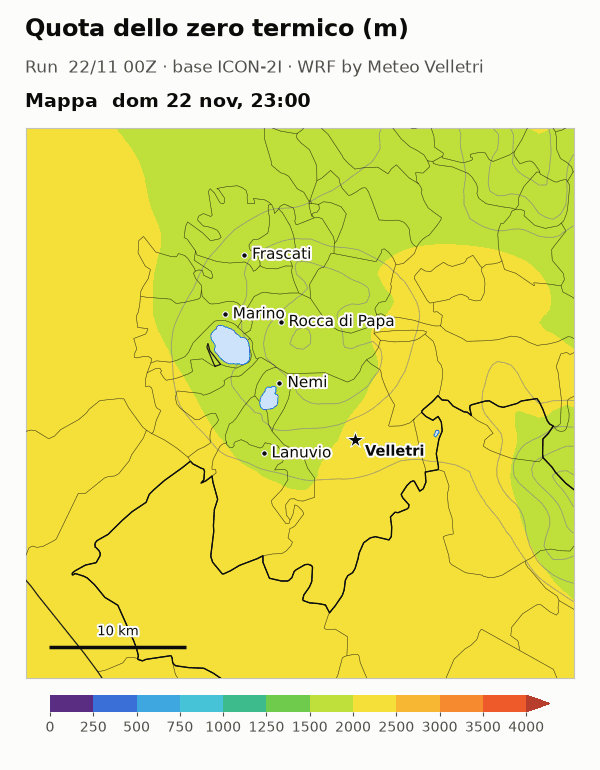 Quota dello zero termico (m)
Run  22/11 00Z · base ICON-2I · WRF by Meteo Velletri
Mappa  dom 22 nov, 23:00
Frascati
Marino
Rocca di Papa
Nemi
Lanuvio
Velletri
10 km
0 250 500 750 1000 1250 1500 2000 2500 3000 3500 4000